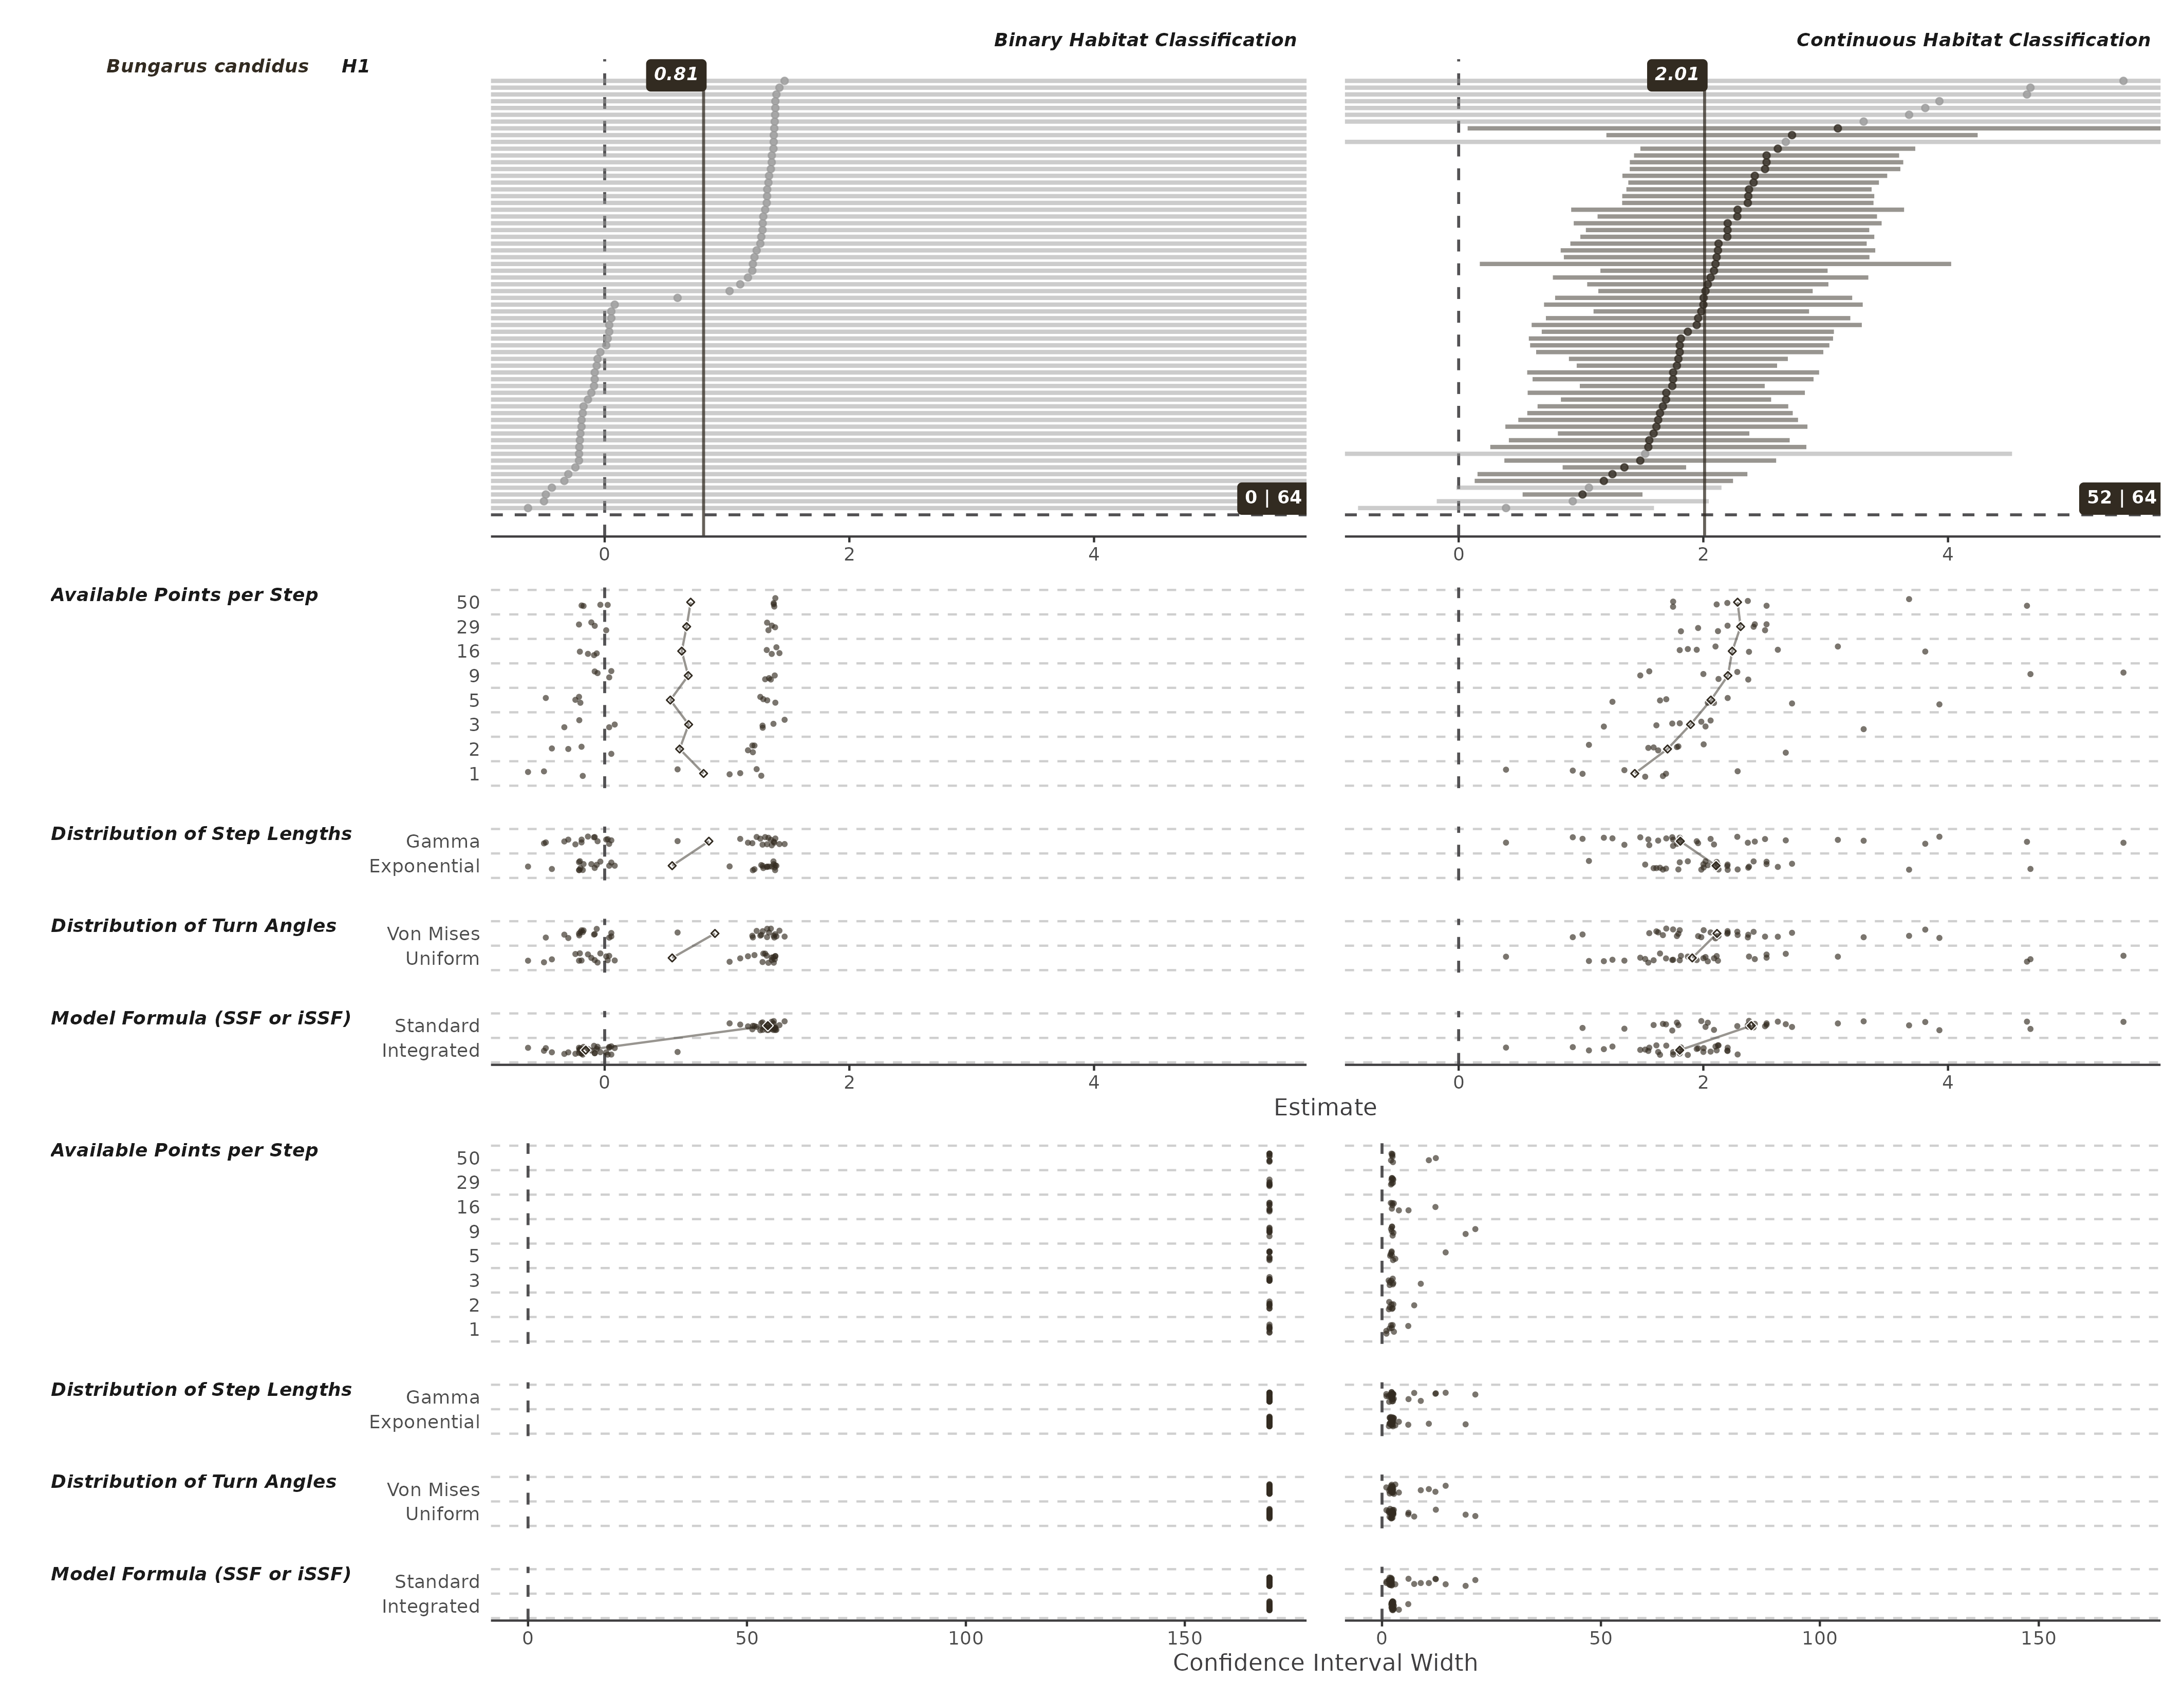 Binary Habitat Classification
Continuous Habitat Classification
Bungarus candidus H1
0.81
2.01
0 | 64
52 | 64
0 2 4
0 2 4
Available Points per Step
50
29
16
9
5
3
2
1
Distribution of Step Lengths
Gamma
Exponential
Distribution of Turn Angles
Von Mises
Uniform
Model Formula (SSF or iSSF)
Standard
Integrated
0 2 4
0 2 4
Estimate
Available Points per Step
50
29
16
9
5
3
2
1
Distribution of Step Lengths
Gamma
Exponential
Distribution of Turn Angles
Von Mises
Uniform
Model Formula (SSF or iSSF)
Standard
Integrated
0 50 100 150
0 50 100 150
Confidence Interval Width